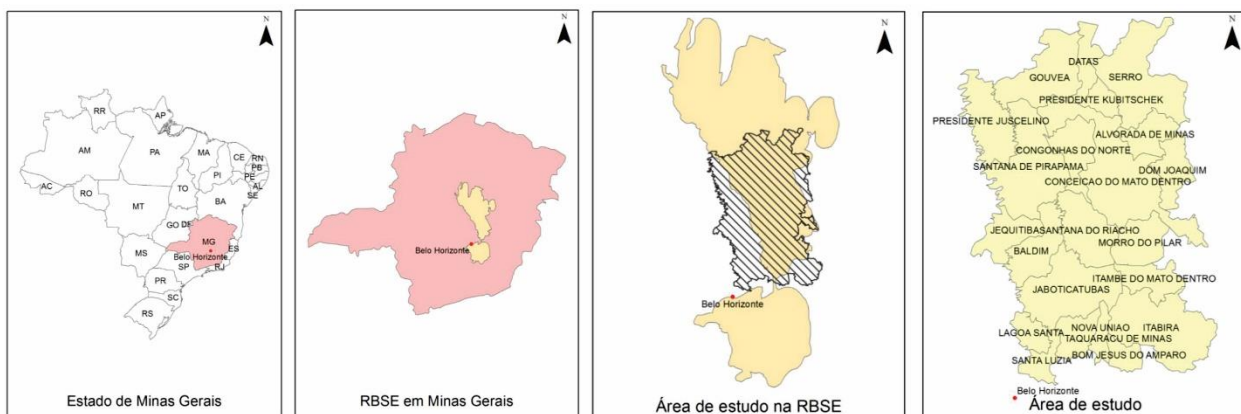 N
RR
AP
AM
PA
MA
CE
RN
PB
PE
AL
SE
PI
AC
RO
TO
BA
MT
GO
DF
MG
Belo Horizonte
ES
MS
SP
RJ
PR
SC
RS
Estado de Minas Gerais
N
Belo Horizonte
RBSE em Minas Gerais
N
Belo Horizonte
Área de estudo na RBSE
N
DATAS
GOUVEA
SERRO
PRESIDENTE KUBITSCHEK
PRESIDENTE JUSCELINO
ALVORADA DE MINAS
CONGONHAS DO NORTE
SANTANA DE PIRAPAMA
DOM JOAQUIM
CONCEICAO DO MATO DENTRO
JEQUITIBA
SANTANA DO RIACHO
MORRO DO PILAR
BALDIM
ITAMBE DO MATO DENTRO
JABOTICATUBAS
LAGOA SANTA
NOVA UNIAO
ITABIRA
TAQUARACU DE MINAS
SANTA LUZIA
BOM JESUS DO AMPARO
Belo Horizonte
Área de estudo